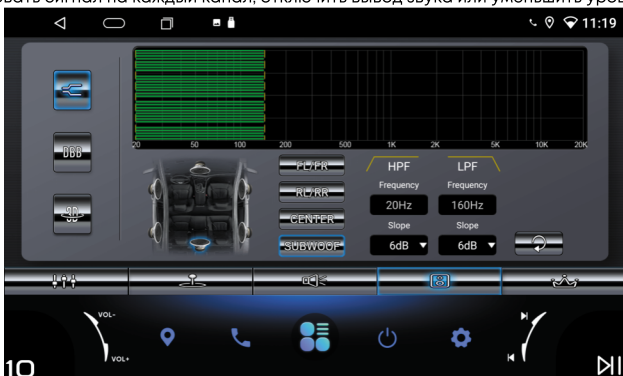 овать сигнал на каждый канал, отключить вывод звука или уменьшить уров
11:19
DBB
20 50 100 200 500 1K 2K 5K 10K 20K
FL/FR
RL/RR
CENTER
SUBWOOF
HPF LPF
Frequency Frequency
20Hz 160Hz
Slope Slope
6dB 6dB
VOL-
VOL+
10